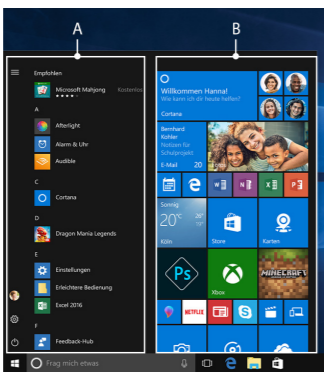 A
B
Empfohlen
Microsoft Mahjong
Kostenlos
A
Afterlight
Alarm & Uhr
Audible
C
Cortana
D
Dragon Mania Legends
E
Einstellungen
Erleichterte Bedienung
Excel 2016
F
Feedback-Hub
Frag mich etwas
Willkommen Hanna!
Wie kann ich dir heute helfen?
Cortana
Bernhard
Kohler
Notizen für
Schulprojekt
E-Mail 20
Sonnig
20°C 26°
Köln
Store
Karten
Ps
Xbox
MINECRAFT
NETFLIX